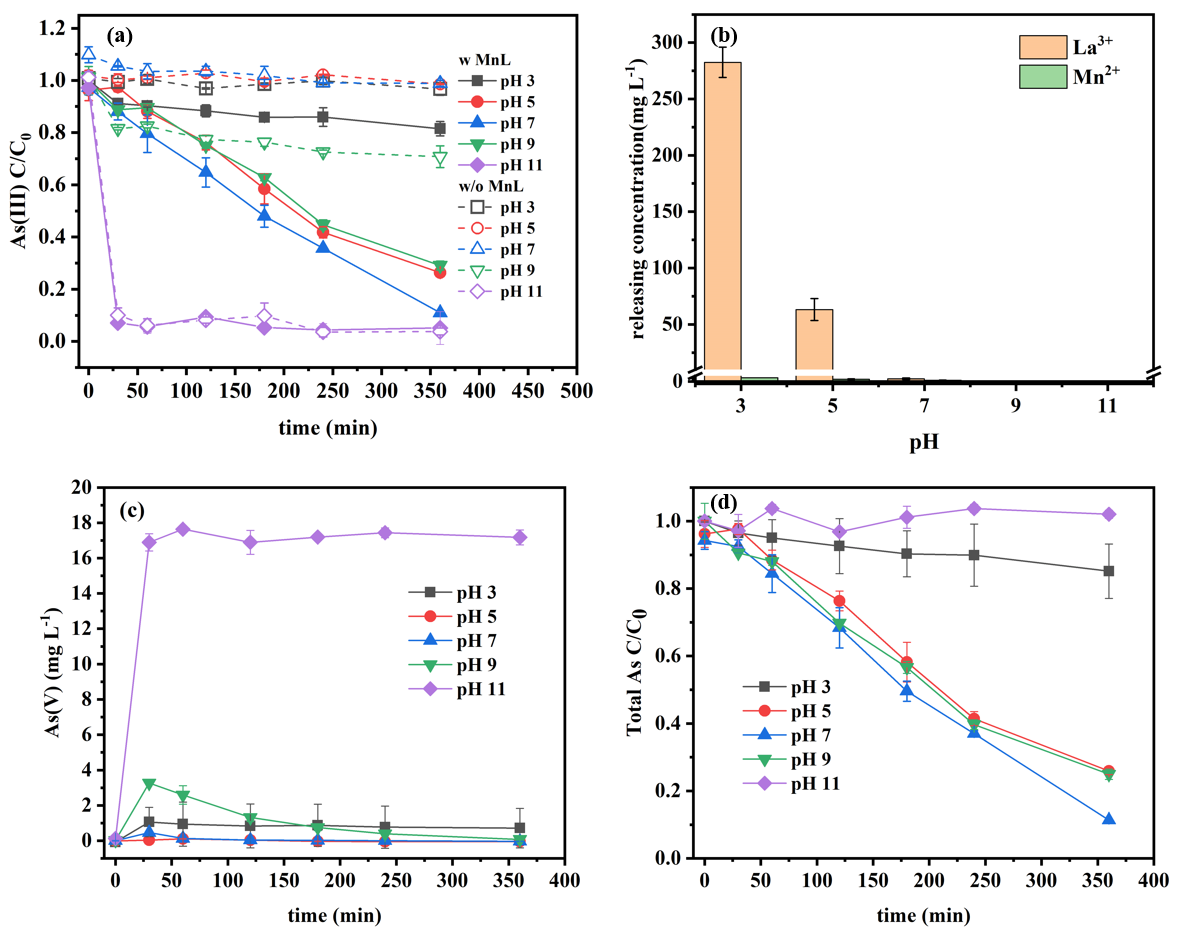 (a)
As(III) C/C0
1.2
1.0
0.8
0.6
0.4
0.2
0.0
w MnL
pH 3
pH 5
pH 7
pH 9
pH 11
w/o MnL
pH 3
pH 5
pH 7
pH 9
pH 11
0 50 100 150 200 250 300 350 400 450 500
time (min)
(b)
releasing concentration(mg L-1)
300
250
200
150
100
50
0
La3+
Mn2+
3 5 7 9 11
pH
(c)
As(V) (mg L-1)
20
18
16
14
12
10
8
6
4
2
0
pH 3
pH 5
pH 7
pH 9
pH 11
0 50 100 150 200 250 300 350 400
time (min)
(d)
Total As C/C0
1.0
0.8
0.6
0.4
0.2
0.0
pH 3
pH 5
pH 7
pH 9
pH 11
0 50 100 150 200 250 300 350 400
time (min)